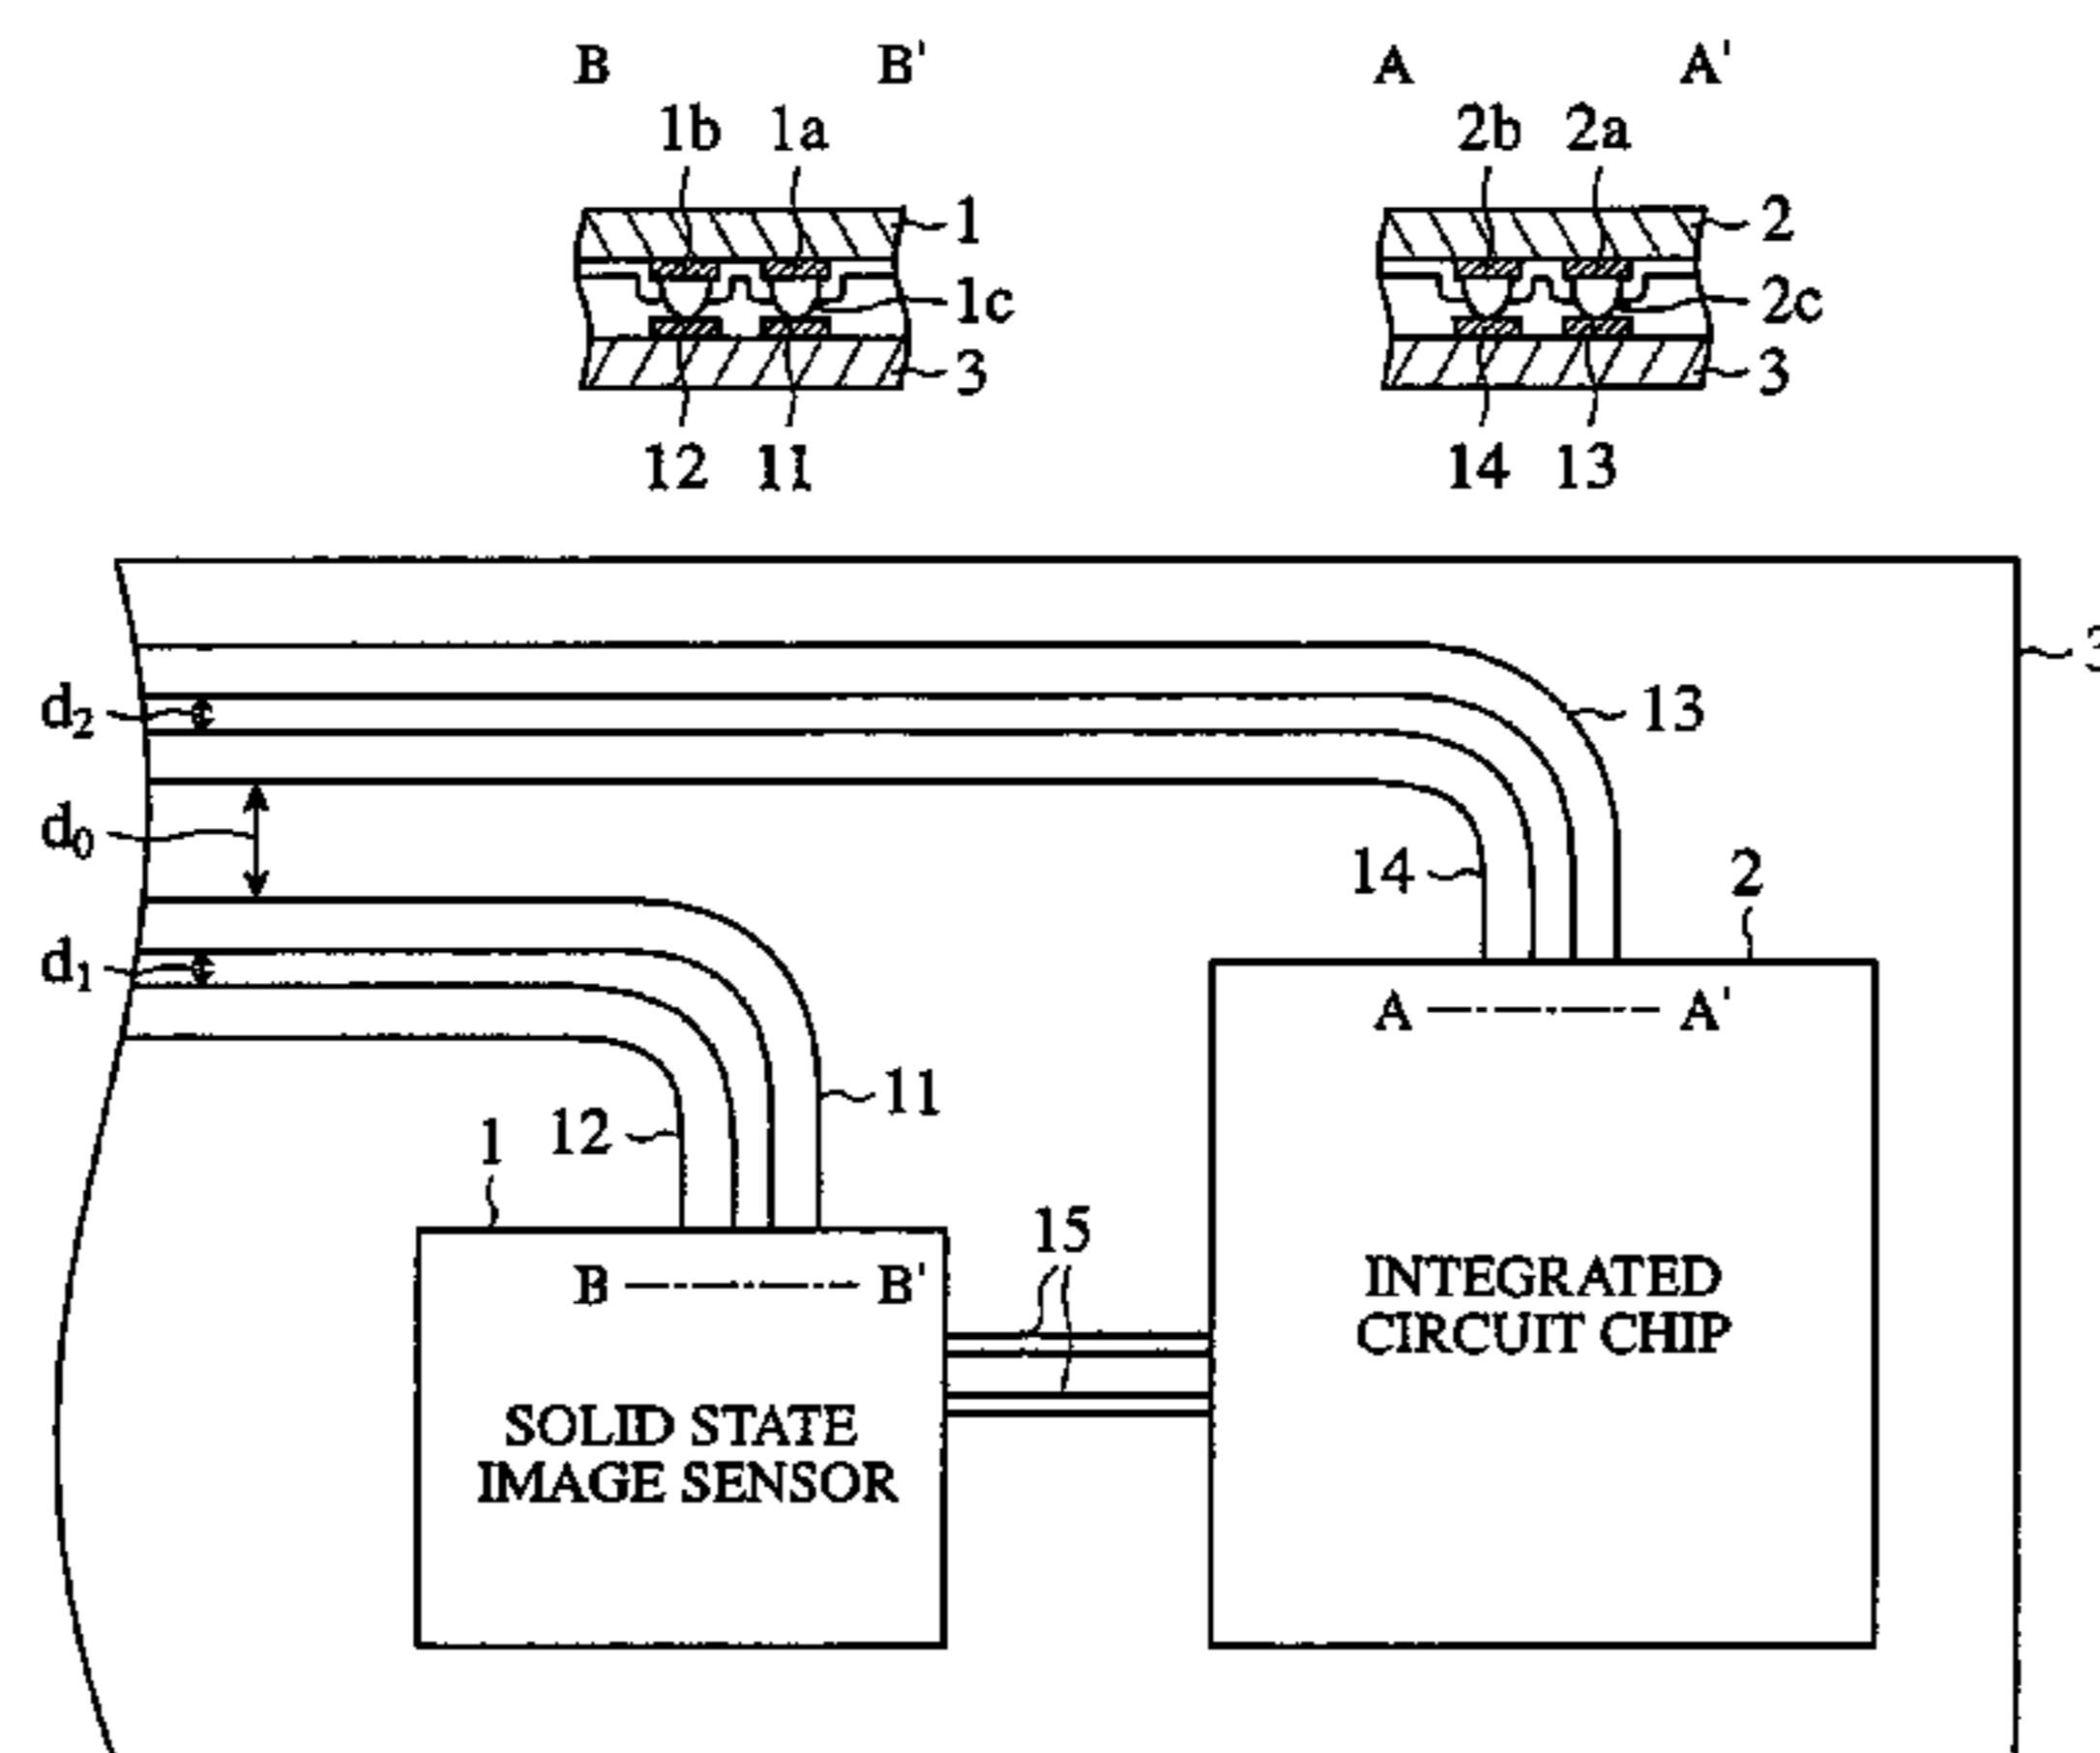 B B' A A'
1b 1a 2b 2a
1 2
1c 2c
3 3
12 11 14 13
3
d2 13
d0
14 2
d1
A A'
11
12
1
15
B B'
INTEGRATED
CIRCUIT CHIP
SOLID STATE
IMAGE SENSOR